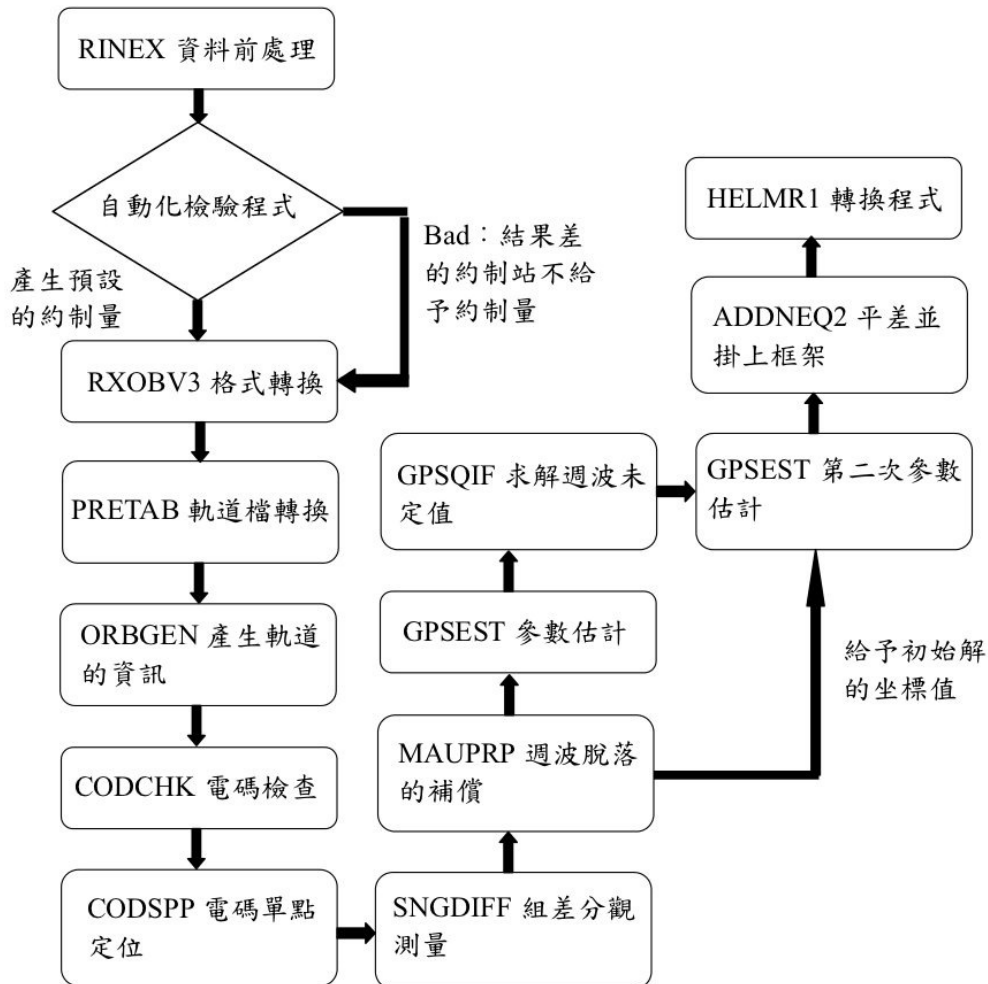 RINEX 資料前處理
自動化檢驗程式
產生預設
的約制量
Bad：結果差
的約制站不給
予約制量
RXOBV3 格式轉換
PRETAB 軌道檔轉換
ORBGEN 產生軌道
的資訊
CODCHK 電碼檢查
CODSPP 電碼單點
定位
SNGDIFF 組差分觀
測量
MAUPRP 週波脫落
的補償
GPSEST 參數估計
GPSQIF 求解週波未
定值
給予初始解
的坐標值
GPSEST 第二次參數
估計
ADDNEQ2 平差並
掛上框架
HELMR1 轉換程式